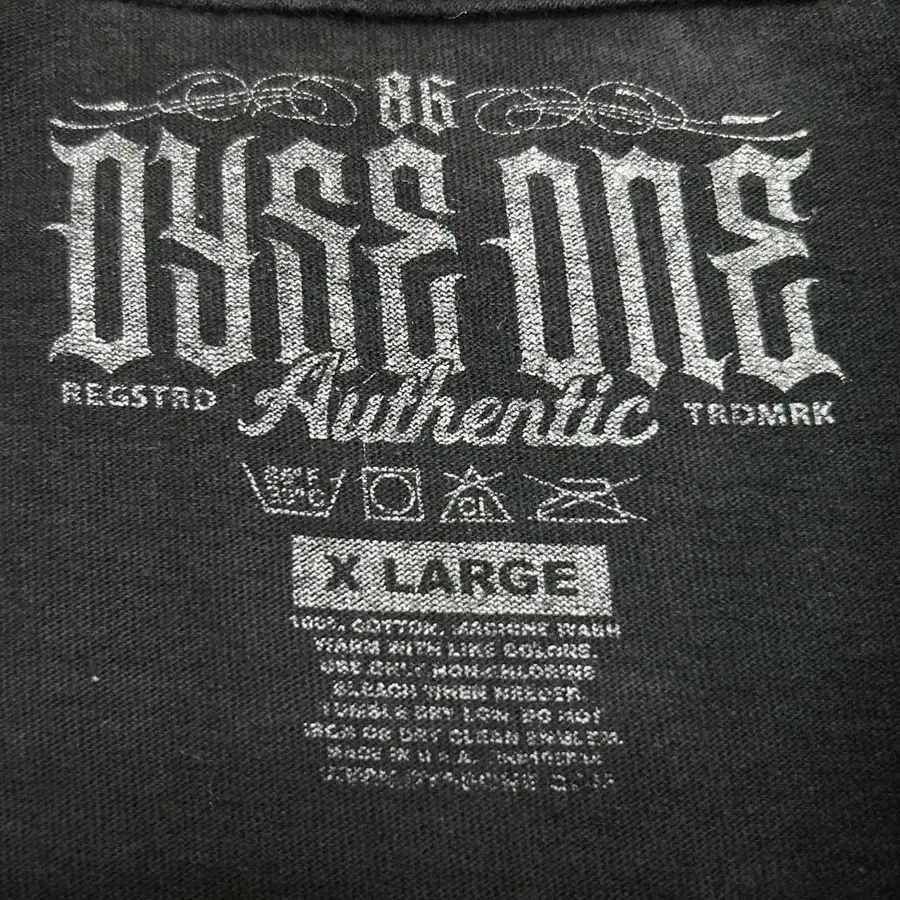 86
DYSE ONE
REGSTRD Authentic TRDMRK
CL
X LARGE
100% COTTON. MACHINE WASH
WARM WITH LIKE COLORS.
USE ONLY NON-CHLORINE
BLEACH WHEN NEEDED.
TUMBLE DRY LOW. DO NOT
IRON OR DRY CLEAN EMBLEM.
MADE IN U.S.A.